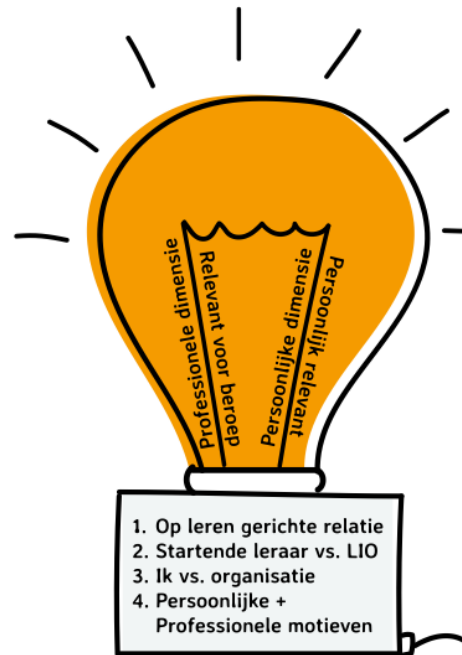 Professionele dimensie
Relevant voor beroep
Persoonlijke dimensie
Persoonlijk relevant
1. Op leren gerichte relatie
2. Startende leraar vs. LIO
3. Ik vs. organisatie
4. Persoonlijke +
Professionele motieven